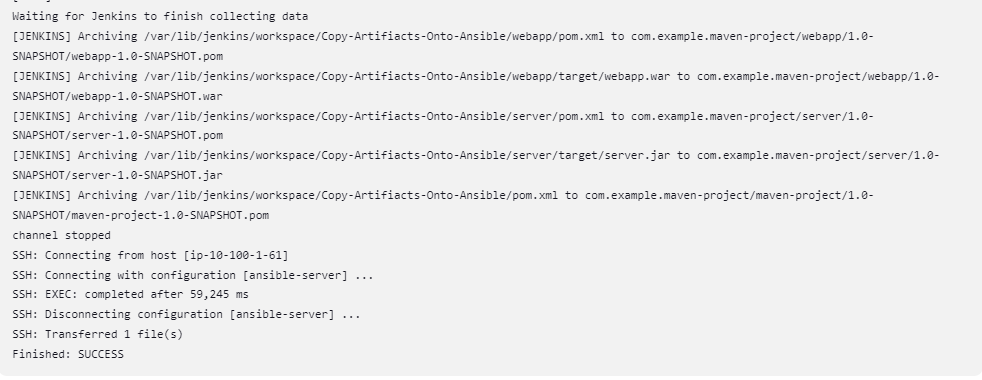 Waiting for Jenkins to finish collecting data
[JENKINS] Archiving /var/lib/jenkins/workspace/Copy-Artifiacts-Onto-Ansible/webapp/pom.xml to com.example.maven-project/webapp/1.0-
SNAPSHOT/webapp-1.0-SNAPSHOT.pom
[JENKINS] Archiving /var/lib/jenkins/workspace/Copy-Artifiacts-Onto-Ansible/webapp/target/webapp.war to com.example.maven-project/webapp/1.0-
SNAPSHOT/webapp-1.0-SNAPSHOT.war
[JENKINS] Archiving /var/lib/jenkins/workspace/Copy-Artifiacts-Onto-Ansible/server/pom.xml to com.example.maven-project/server/1.0-
SNAPSHOT/server-1.0-SNAPSHOT.pom
[JENKINS] Archiving /var/lib/jenkins/workspace/Copy-Artifiacts-Onto-Ansible/server/target/server.jar to com.example.maven-project/server/1.0-
SNAPSHOT/server-1.0-SNAPSHOT.jar
[JENKINS] Archiving /var/lib/jenkins/workspace/Copy-Artifiacts-Onto-Ansible/pom.xml to com.example.maven-project/maven-project/1.0-
SNAPSHOT/maven-project-1.0-SNAPSHOT.pom
channel stopped
SSH: Connecting from host [ip-10-100-1-61]
SSH: Connecting with configuration [ansible-server] ...
SSH: EXEC: completed after 59,245 ms
SSH: Disconnecting configuration [ansible-server] ...
SSH: Transferred 1 file(s)
Finished: SUCCESS